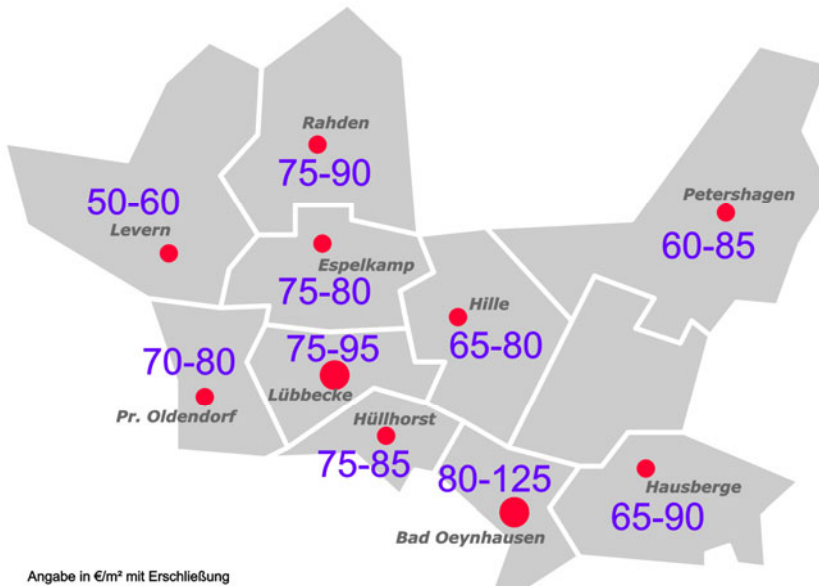 Rahden
75-90
50-60
Levern
Petershagen
60-85
Espelkamp
75-80
Hille
65-80
70-80
Pr. Oldendorf
75-95
Lübbecke
Hüllhorst
75-85
80-125
Bad Oeynhausen
Hausberge
65-90
Angabe in €/m² mit Erschließung